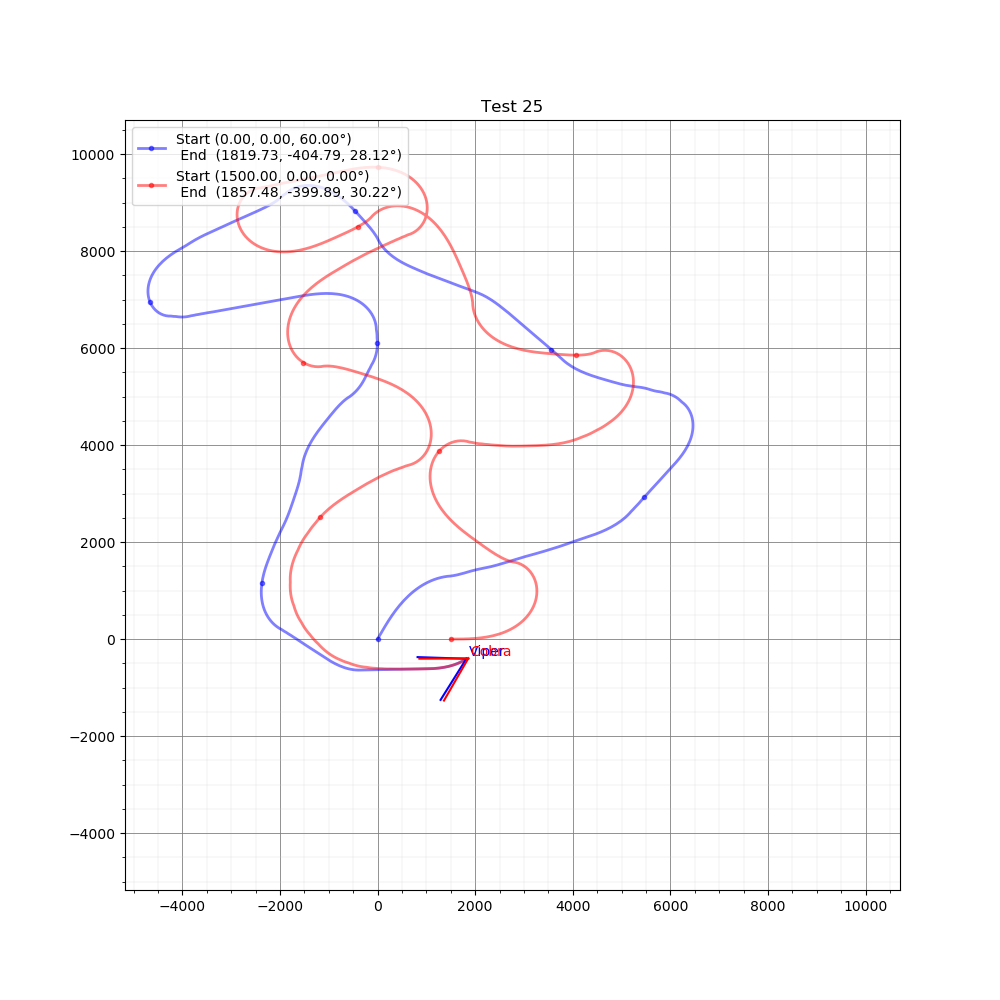 Test 25
Start (0.00, 0.00, 60.00°)
End (1819.73, -404.79, 28.12°)
Start (1500.00, 0.00, 0.00°)
End (1857.48, -399.89, 30.22°)
10000
8000
6000
4000
2000
0
−2000
−4000
Viper
Cobra
−4000 −2000 0 2000 4000 6000 8000 10000